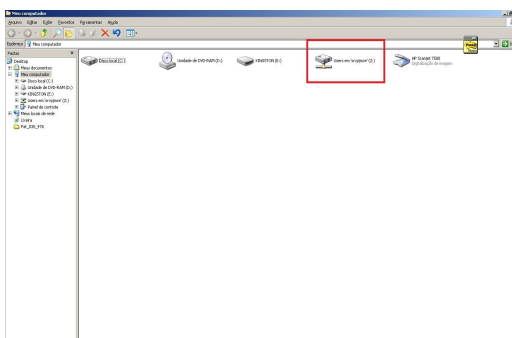 Meu computador
Arquivo Editar Exibir Favoritos Ferramentas Ajuda
Endereço Meu computador
Pastas
Desktop
Meus documentos
Meu computador
Disco local (C:)
Unidade de DVD-RAM (D:)
KINGSTON (E:)
Painel de controle
Meus locais de rede
Lixeira
Disco local (C:)
Unidade de DVD-RAM (D:)
KINGSTON (E:)
HP Scanjet 7000
Digitalização de imagem